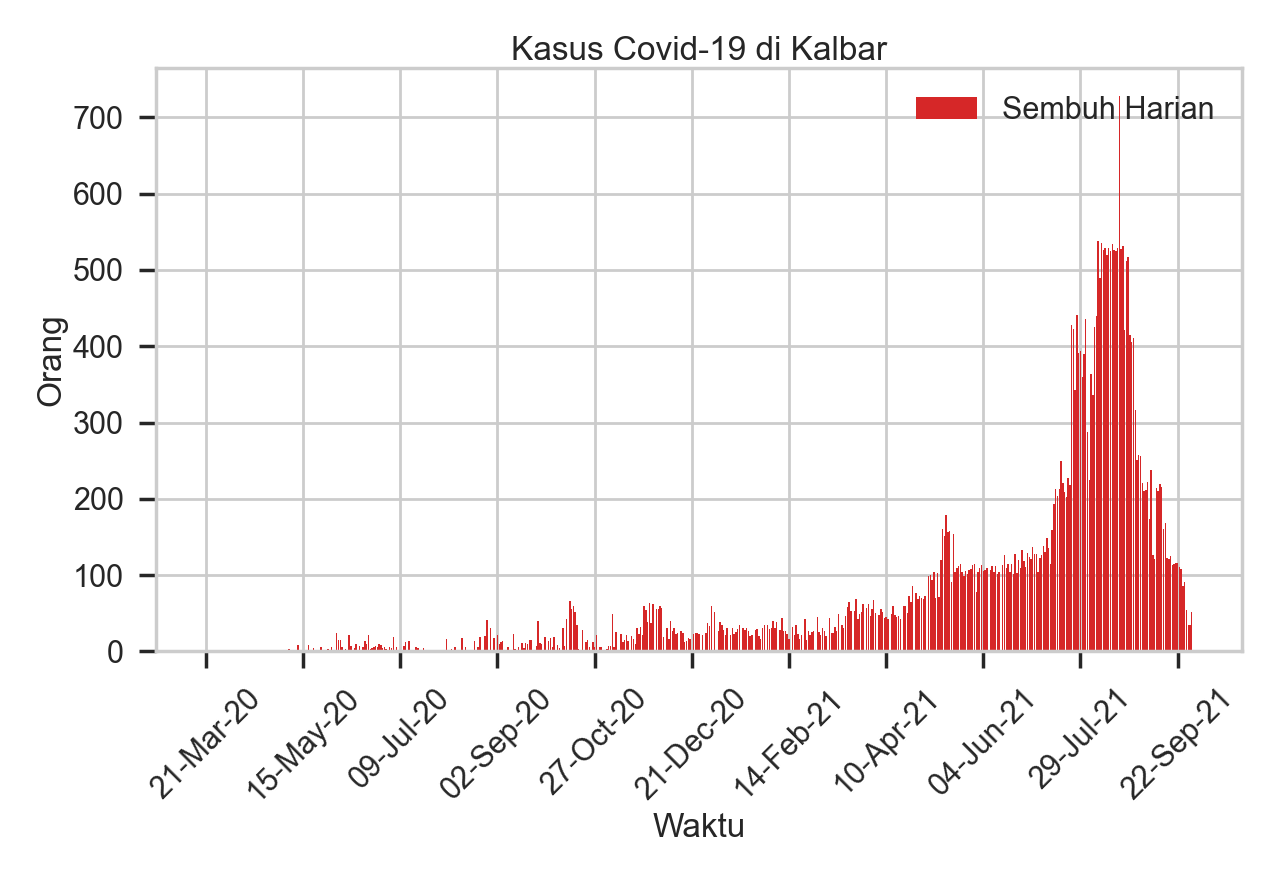 Kasus Covid-19 di Kalbar
Sembuh Harian
Orang
700
600
500
400
300
200
100
0
21-Mar-20
15-May-20
09-Jul-20
02-Sep-20
27-Oct-20
21-Dec-20
14-Feb-21
10-Apr-21
04-Jun-21
29-Jul-21
22-Sep-21
Waktu